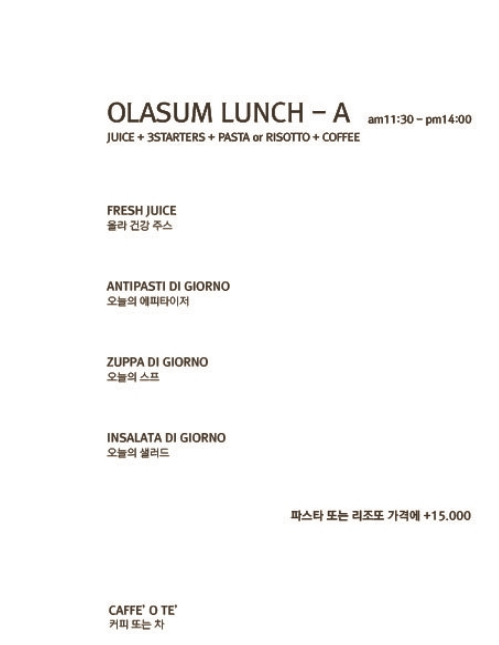 OLASUM LUNCH – A am11:30 – pm14:00
JUICE + 3STARTERS + PASTA or RISOTTO + COFFEE
FRESH JUICE
올라 건강 주스
ANTIPASTI DI GIORNO
오늘의 에피타이저
ZUPPA DI GIORNO
오늘의 스프
INSALATA DI GIORNO
오늘의 샐러드
파스타 또는 리조또 가격에 +15.000
CAFFE' O TE'
커피 또는 차